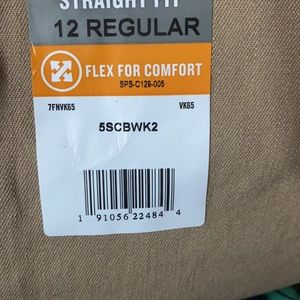 STRAIGHT FIT
12 REGULAR
FLEX FOR COMFORT
SPS-C129-005
7FNVK65 VK65
5SCBWK2
1 91056 22484 4